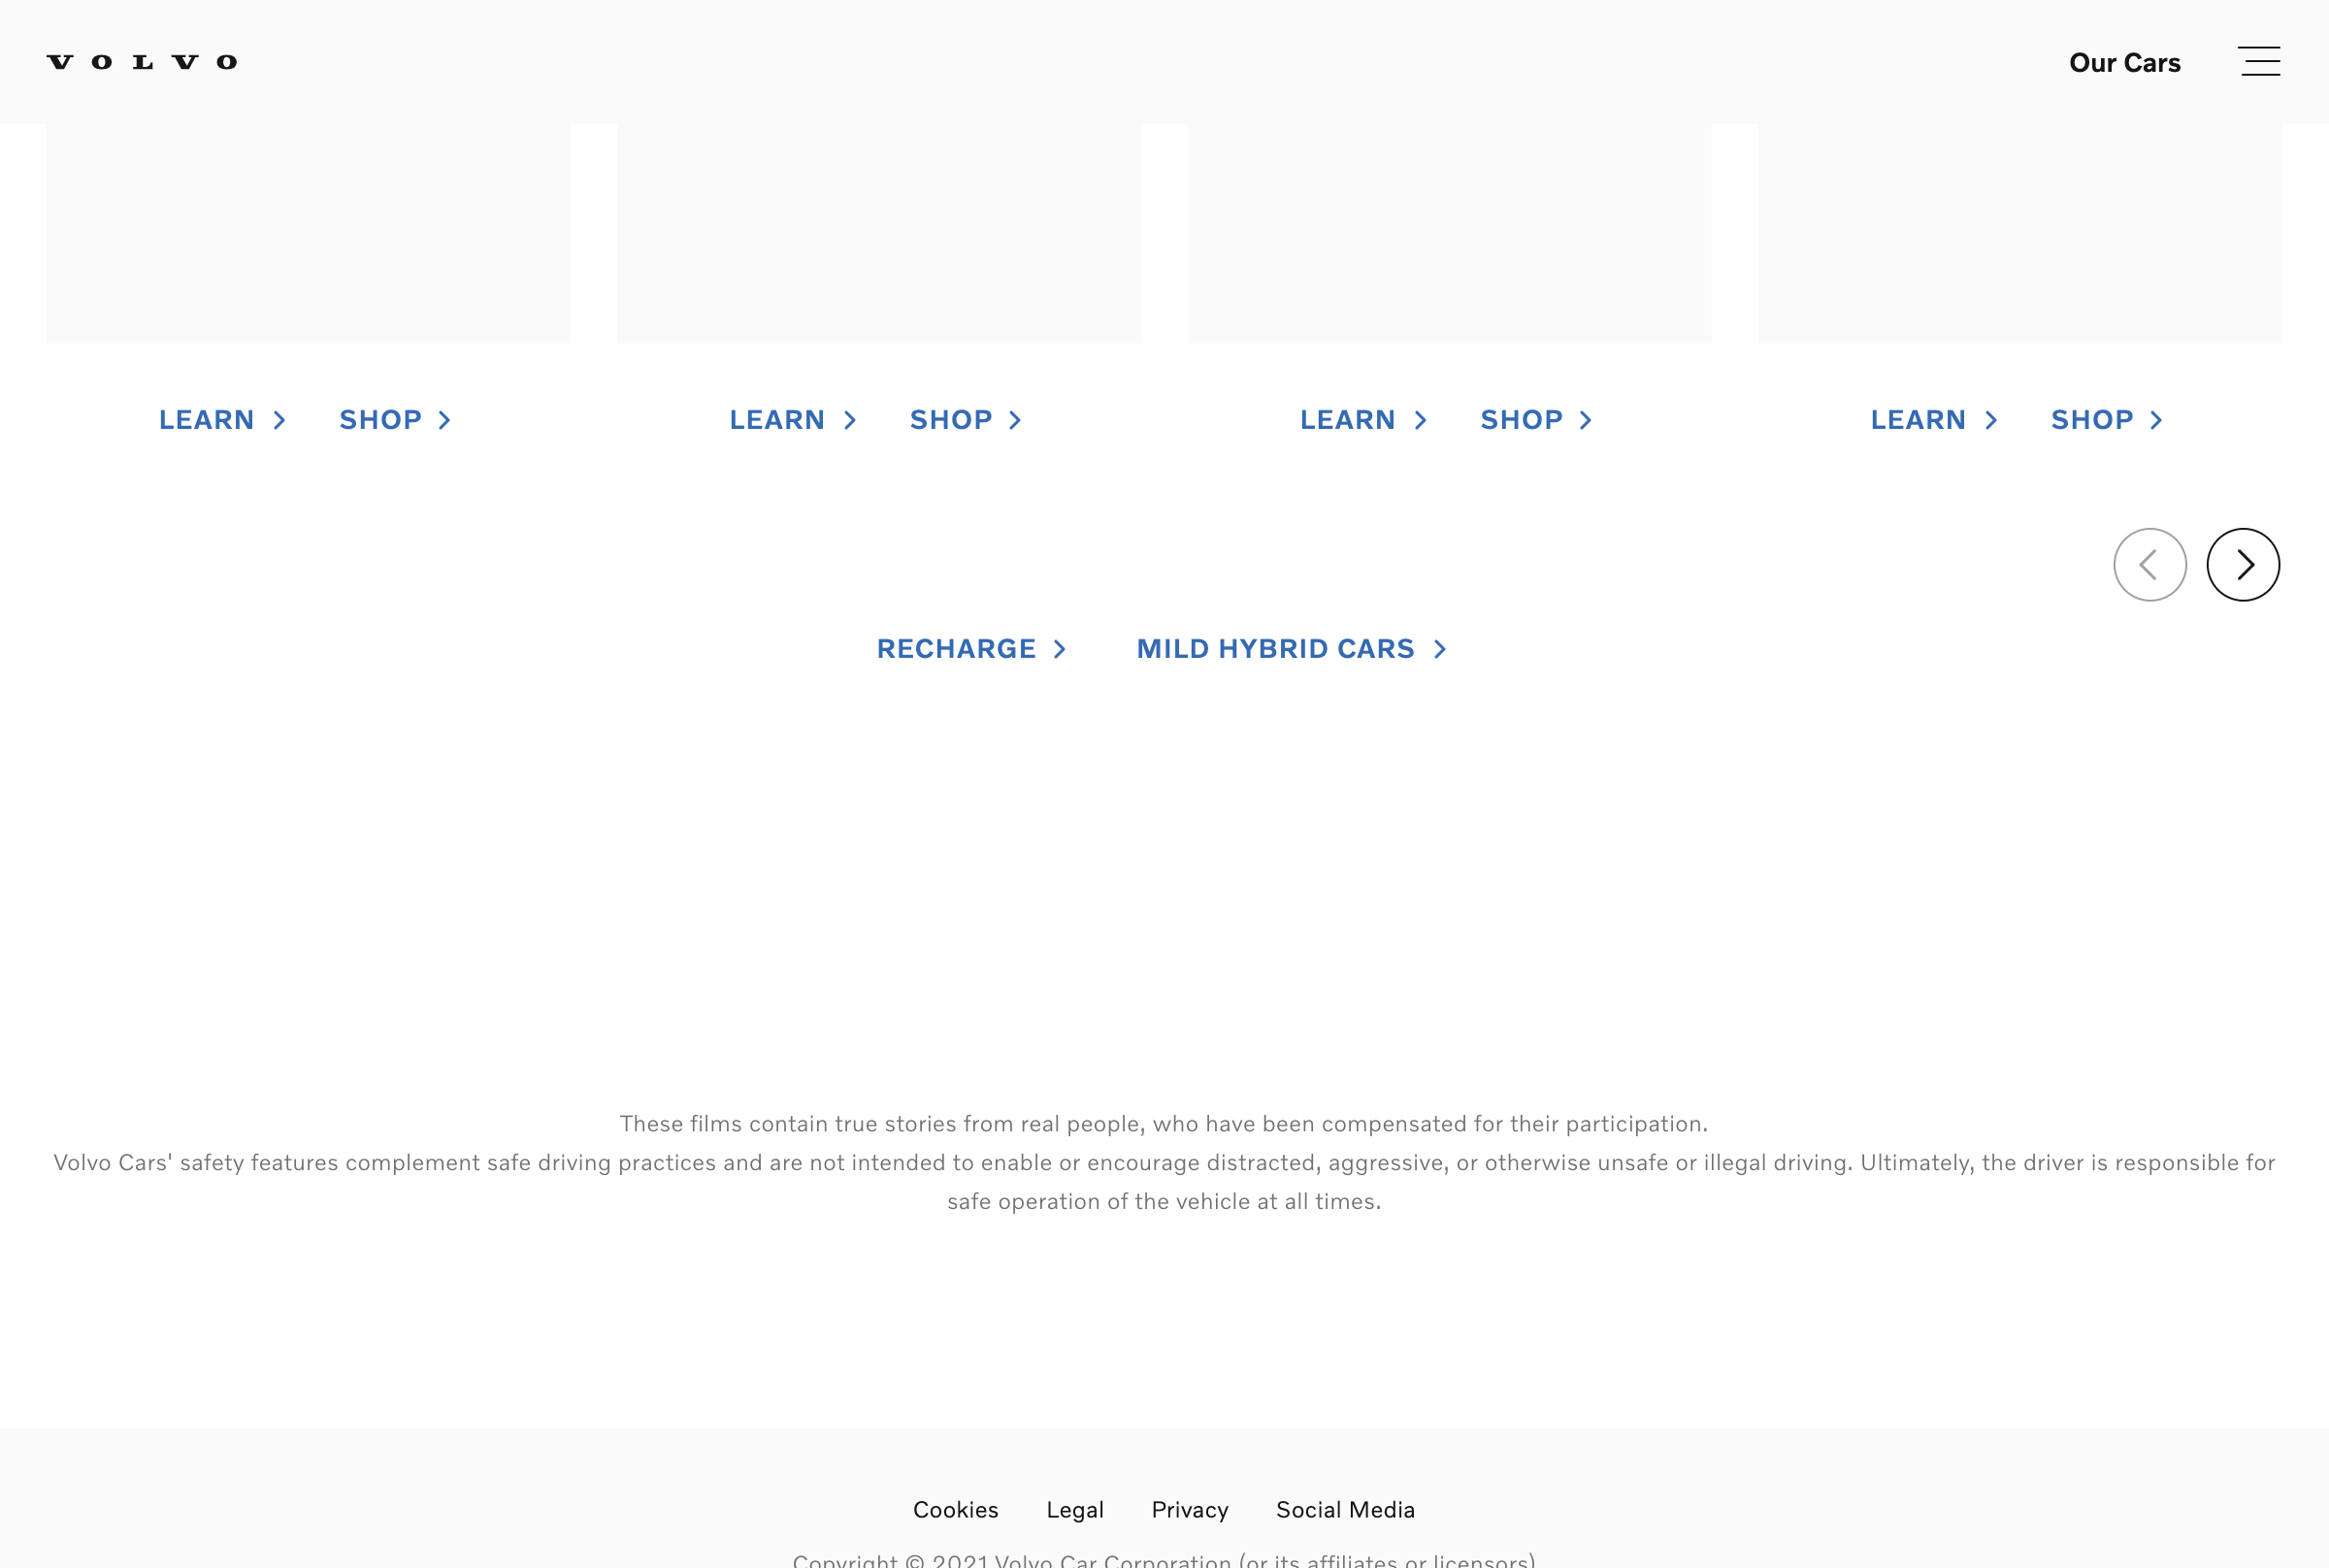 VOLVO
Our Cars
LEARN SHOP LEARN SHOP LEARN SHOP LEARN SHOP
RECHARGE MILD HYBRID CARS
These films contain true stories from real people, who have been compensated for their participation.
Volvo Cars' safety features complement safe driving practices and are not intended to enable or encourage distracted, aggressive, or otherwise unsafe or illegal driving. Ultimately, the driver is responsible for
safe operation of the vehicle at all times.
Cookies Legal Privacy Social Media
Copyright © 2021 Volvo Car Corporation (or its affiliates or licensors)